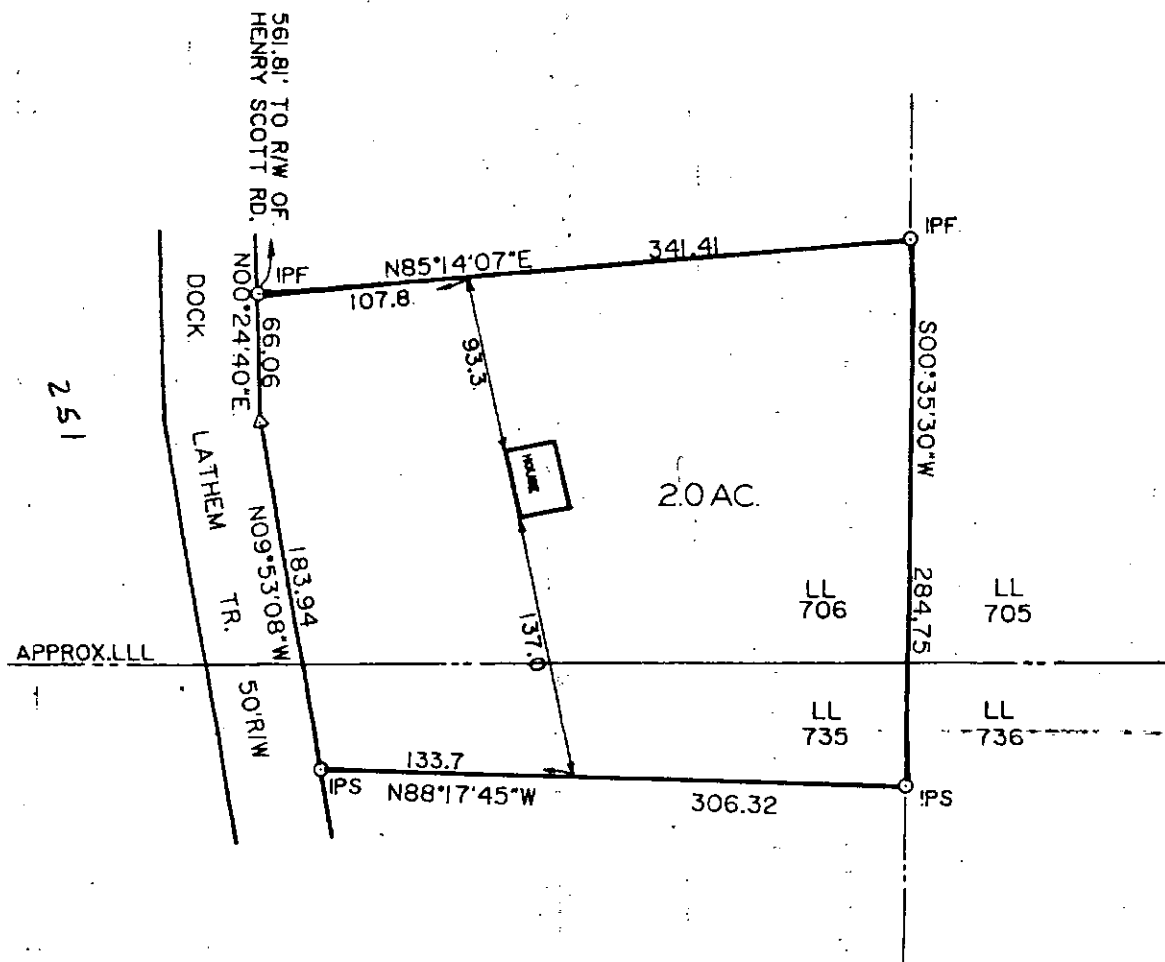 561.81' TO R/W OF
HENRY SCOTT RD.
IPF
N85°14'07"E
341.41
IPF
107.8
N00°24'40"E
66.06
DOCK LATHEM TR. 50'R/W
93.3
HOUSE
2.0 AC.
S00°35'30"W
284.75
251
N09°53'08"W
183.94
137.0
LL
706
LL
705
APPROX.LLL
LL
735
LL
736
133.7
IPS
N88°17'45"W
306.32
IPS